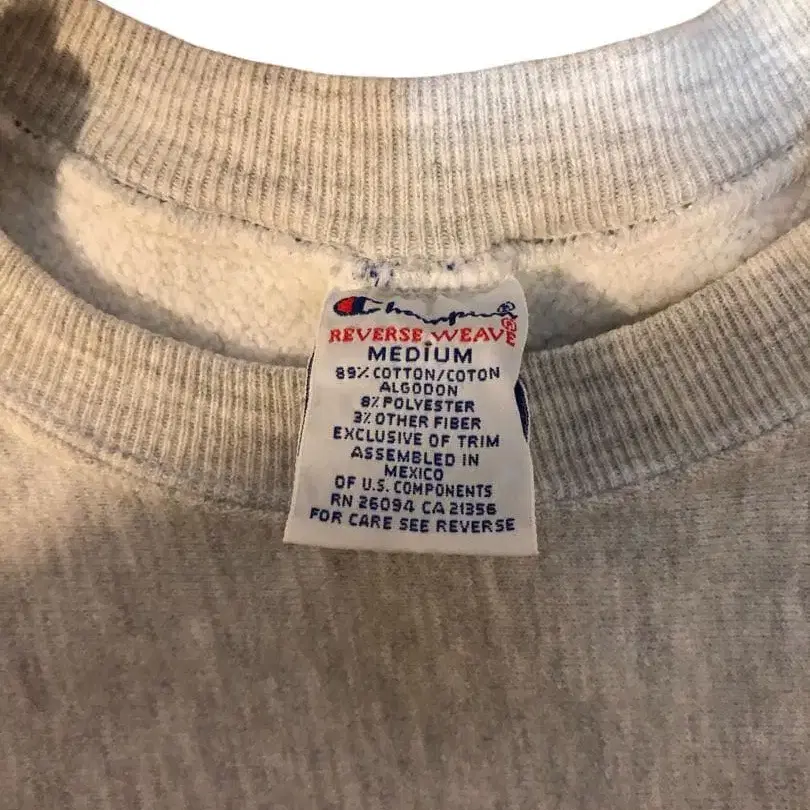 Champion®
REVERSE WEAVE®
MEDIUM
89% COTTON/COTON
ALGODON
8% POLYESTER
3% OTHER FIBER
EXCLUSIVE OF TRIM
ASSEMBLED IN
MEXICO
OF U.S. COMPONENTS
RN 26094 CA 21356
FOR CARE SEE REVERSE